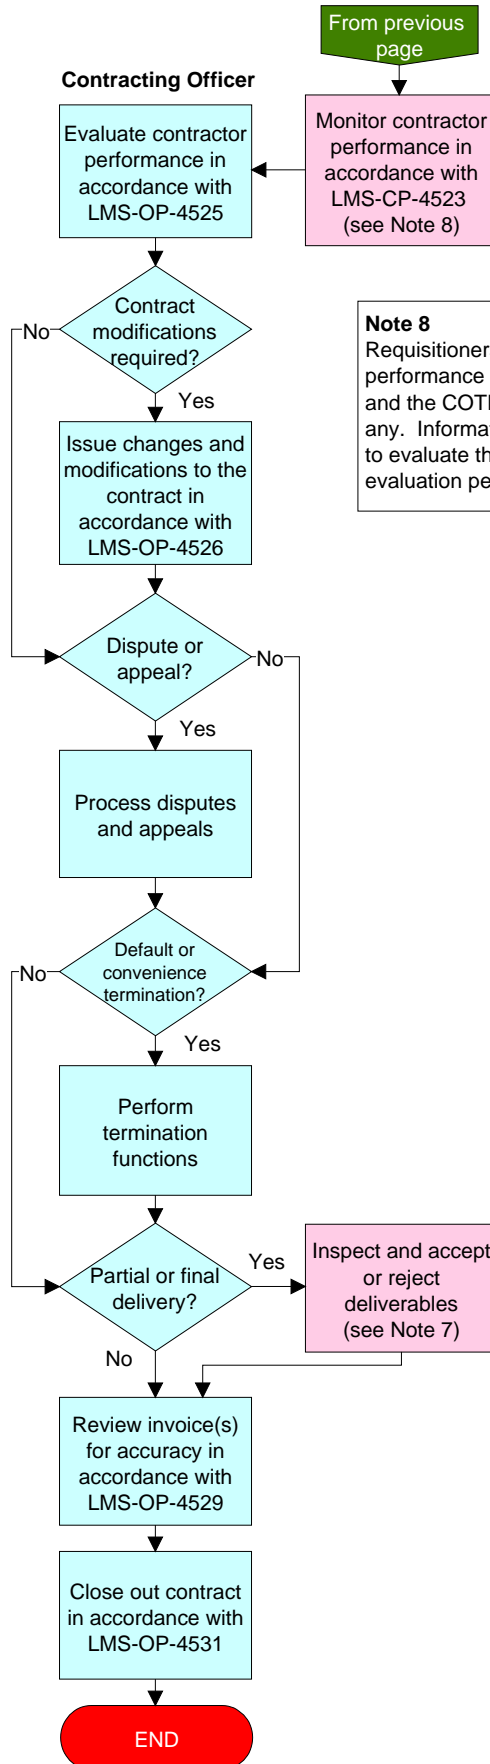 From previous
page
Contracting Officer
Evaluate contractor
performance in
accordance with
LMS-OP-4525
Monitor contractor
performance in
accordance with
LMS-CP-4523
(see Note 8)
Contract
modifications
required?
No
Yes
Note 8
Requisitioner
performance
and the COT
any. Informa
to evaluate th
evaluation pe
Issue changes and
modifications to the
contract in
accordance with
LMS-OP-4526
Dispute or
appeal?
No
Yes
Process disputes
and appeals
Default or
convenience
termination?
No
Yes
Perform
termination
functions
Partial or final
delivery?
Yes
No
Inspect and accept
or reject
deliverables
(see Note 7)
Review invoice(s)
for accuracy in
accordance with
LMS-OP-4529
Close out contract
in accordance with
LMS-OP-4531
END